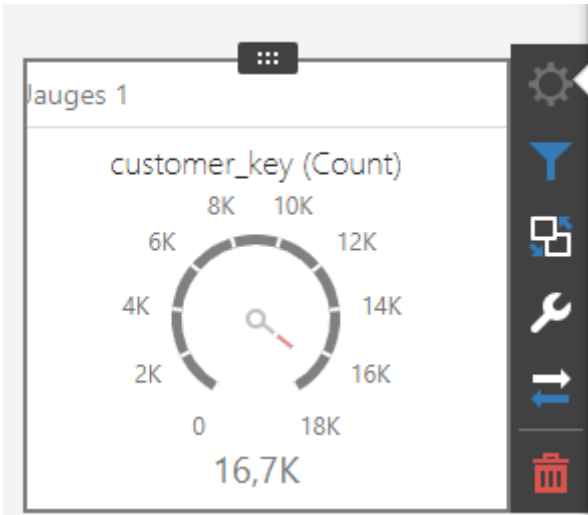 Jauges 1
customer_key (Count)
8K 10K
6K 12K
4K 14K
2K 16K
0 18K
16,7K